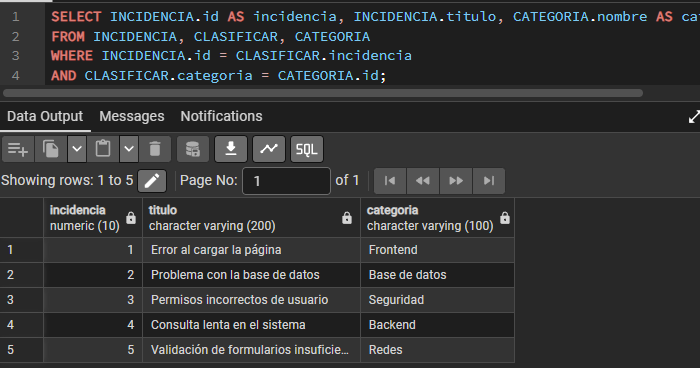 1 SELECT INCIDENCIA.id AS incidencia, INCIDENCIA.titulo, CATEGORIA.nombre AS ca
2 FROM INCIDENCIA, CLASIFICAR, CATEGORIA
3 WHERE INCIDENCIA.id = CLASIFICAR.incidencia
4 AND CLASIFICAR.categoria = CATEGORIA.id;
Data Output Messages Notifications
SQL
Showing rows: 1 to 5 Page No: 1 of 1
incidencia titulo categoria
numeric (10) character varying (200) character varying (100)
1 1 Error al cargar la página Frontend
2 2 Problema con la base de datos Base de datos
3 3 Permisos incorrectos de usuario Seguridad
4 4 Consulta lenta en el sistema Backend
5 5 Validación de formularios insuficie... Redes